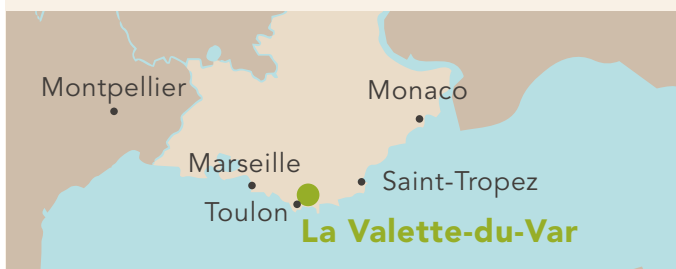 Montpellier
Monaco
Marseille
Saint-Tropez
Toulon
La Valette-du-Var